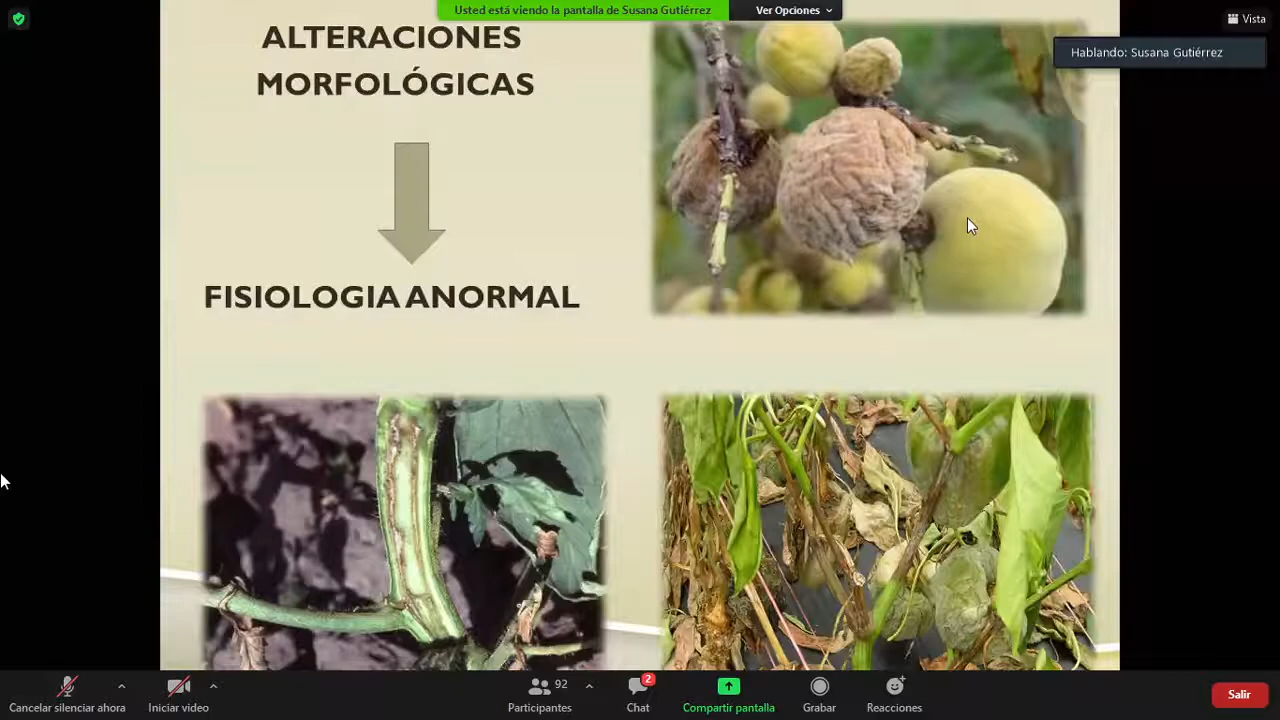 Usted está viendo la pantalla de Susana Gutiérrez
Ver Opciones
Vista
Hablando: Susana Gutiérrez
ALTERACIONES
MORFOLÓGICAS
FISIOLOGIA ANORMAL
Cancelar silenciar ahora
Iniciar video
92
Participantes
2
Chat
Compartir pantalla
Grabar
Reacciones
Salir